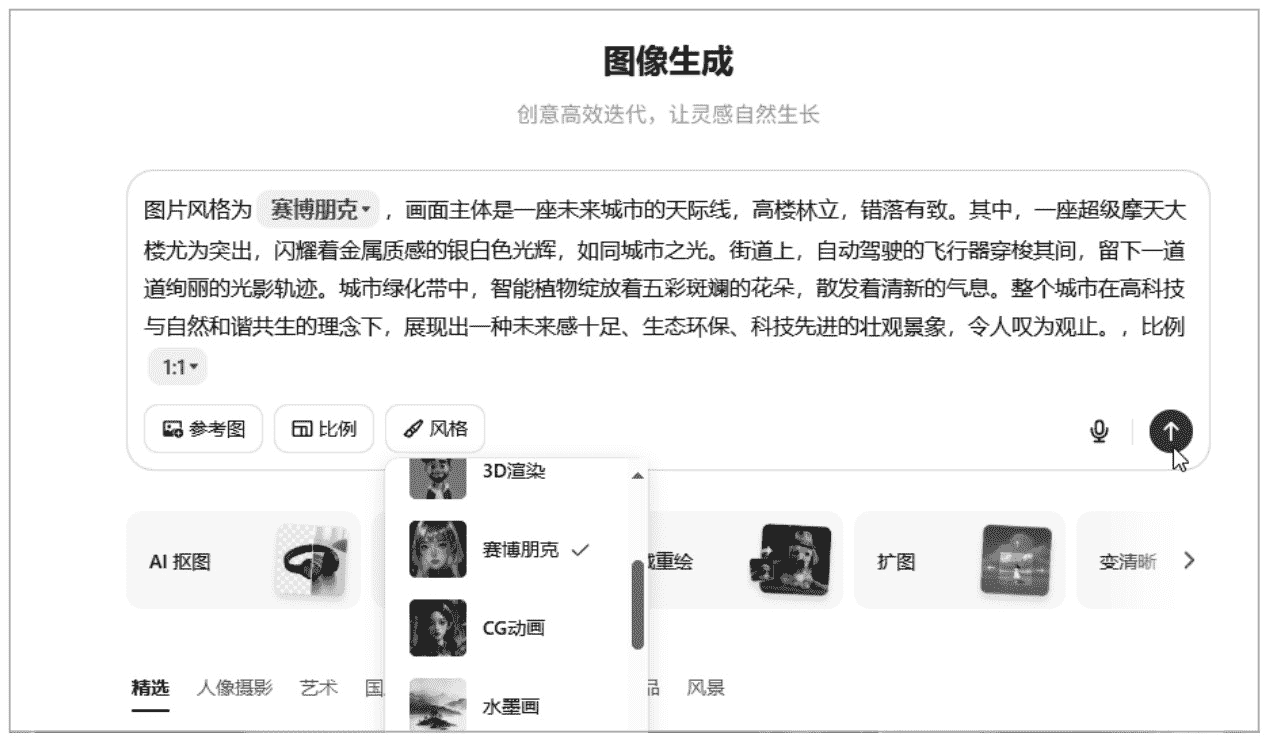 图像生成
创意高效迭代，让灵感自然生长
图片风格为 赛博朋克 ，画面主体是一座未来城市的天际线，高楼林立，错落有致。其中，一座超级摩天大
楼尤为突出，闪耀着金属质感的银白色光辉，如同城市之光。街道上，自动驾驶的飞行器穿梭其间，留下一道
道绚丽的光影轨迹。城市绿化带中，智能植物绽放着五彩斑斓的花朵，散发着清新的气息。整个城市在高科技
与自然和谐共生的理念下，展现出一种未来感十足、生态环保、科技先进的壮观景象，令人叹为观止。，比例
1:1
参考图 比例 风格
3D渲染
赛博朋克
CG动画
水墨画
AI 抠图 重绘 扩图 变清晰
精选 人像摄影 艺术 国 品 风景